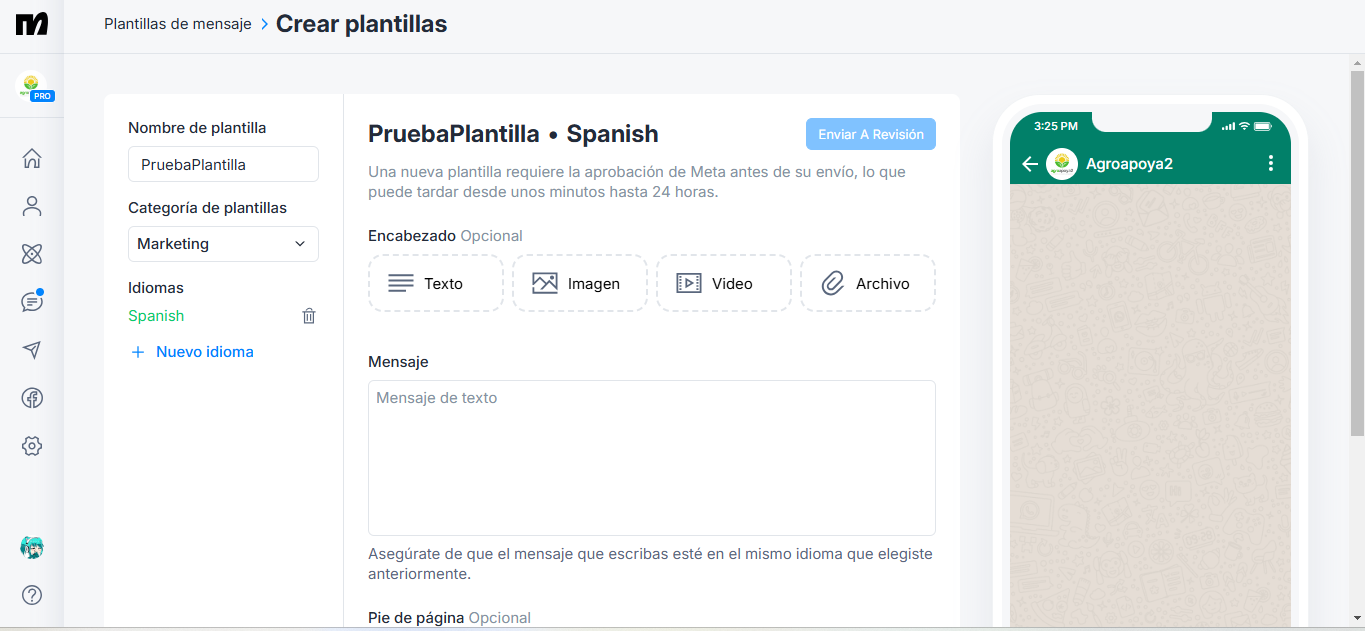 Plantillas de mensaje > Crear plantillas
PRO
Nombre de plantilla
PruebaPlantilla
Categoría de plantillas
Marketing
Idiomas
Spanish
+ Nuevo idioma
PruebaPlantilla • Spanish
Enviar A Revisión
Una nueva plantilla requiere la aprobación de Meta antes de su envío, lo que
puede tardar desde unos minutos hasta 24 horas.
Encabezado Opcional
Texto
Imagen
Video
Archivo
Mensaje
Mensaje de texto
Asegúrate de que el mensaje que escribas esté en el mismo idioma que elegiste
anteriormente.
Pie de página Opcional
3:25 PM
Agroapoya2